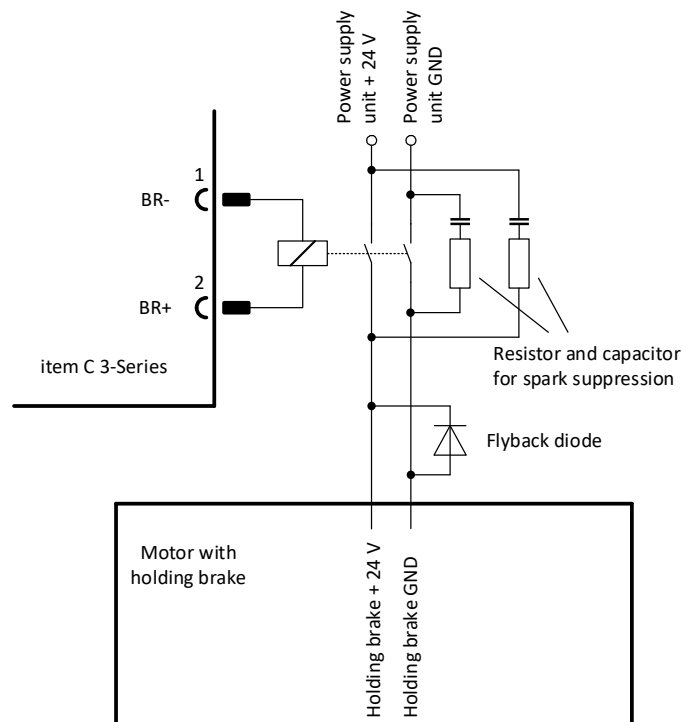 Power supply
unit + 24 V
Power supply
unit GND
1
BR-
2
BR+
item C 3-Series
Resistor and capacitor
for spark suppression
Flyback diode
Motor with
holding brake
Holding brake + 24 V
Holding brake GND